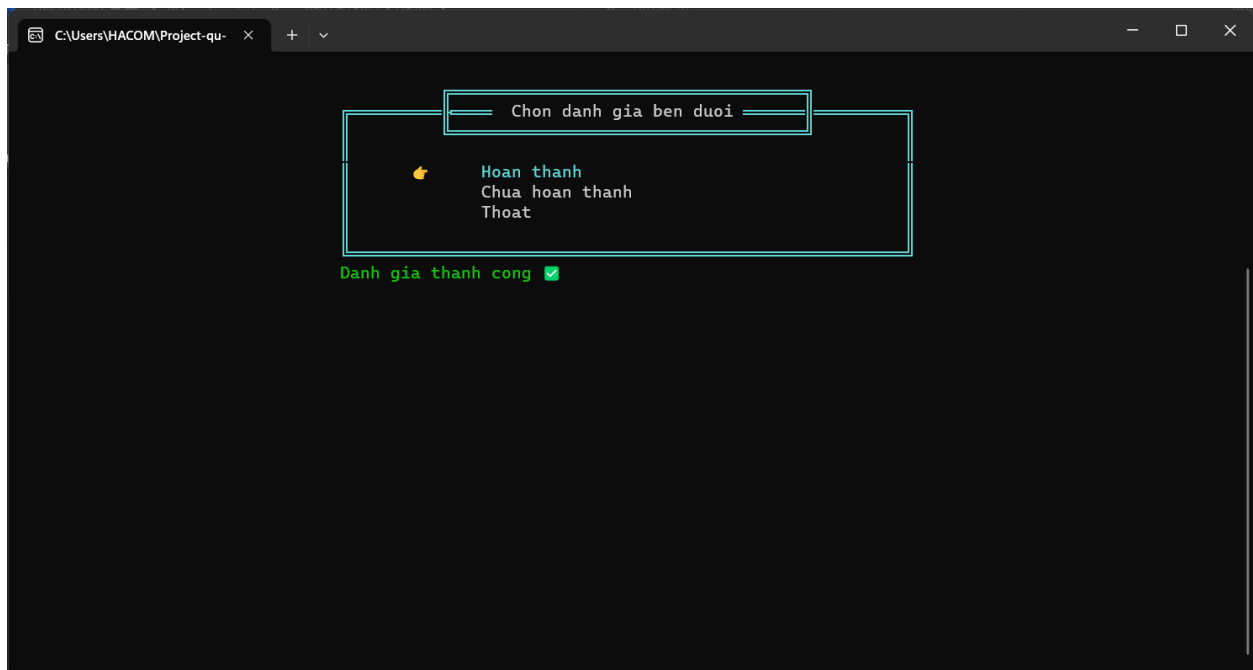 C:\Users\HACOM\Project-qu-
Chon danh gia ben duoi
Hoan thanh
Chua hoan thanh
Thoat
Danh gia thanh cong ✅